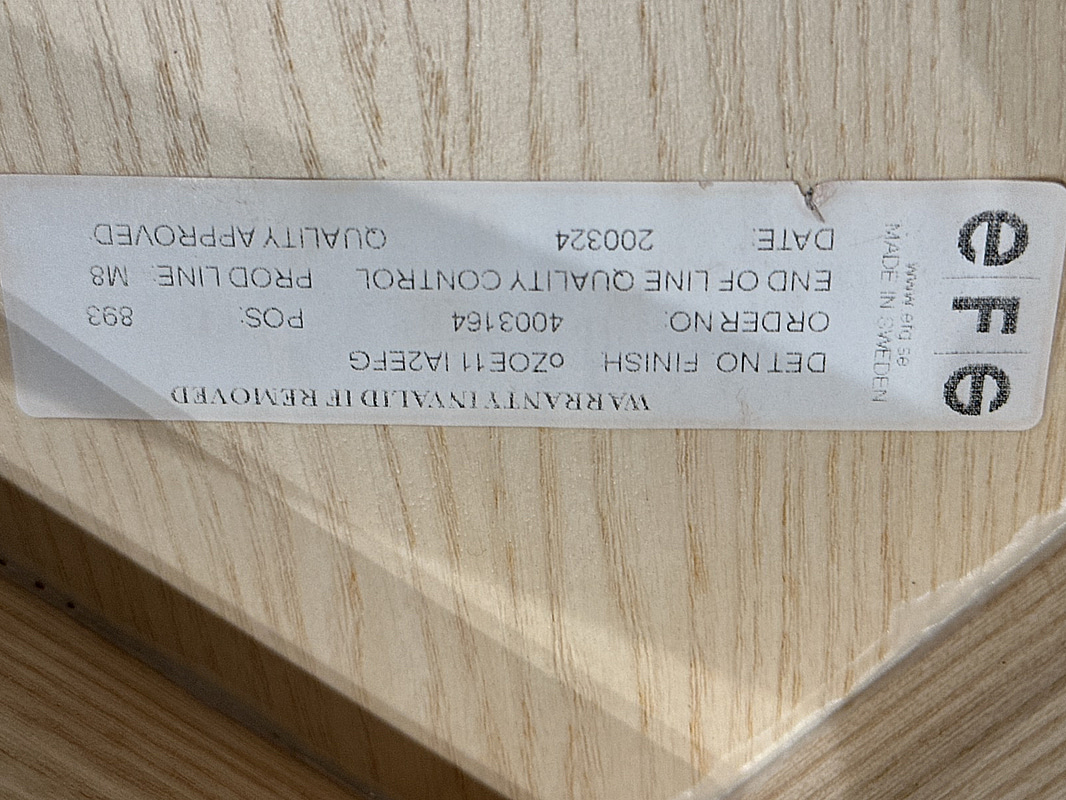 WARRANTY INVALID IF REMOVED
DET NO. FINISH: oZOE11 IA2EFG
ORDER NO: 4003164 POS: 893
END OF LINE QUALITY CONTROL PROD LINE: M8
DATE: 200324 QUALITY APPROVED
eFG
www.efg.se
MADE IN SWEDEN